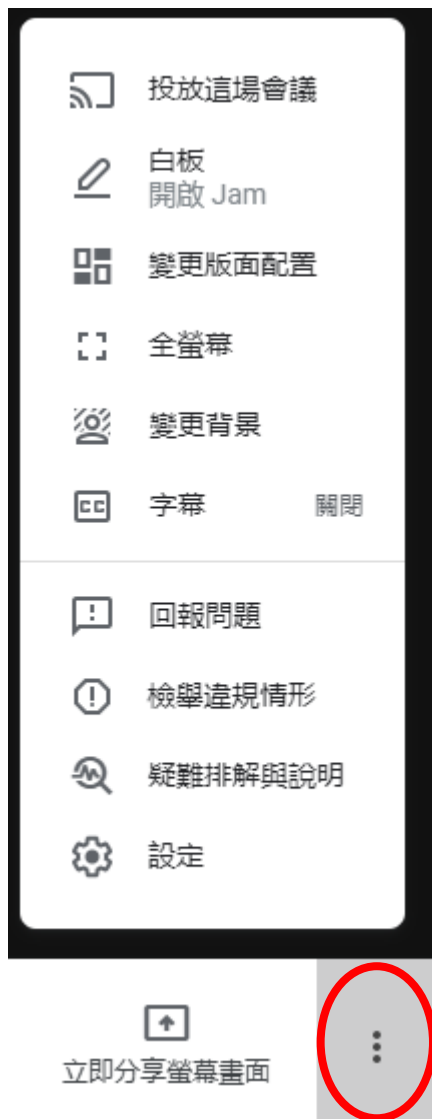 投放這場會議
白板
開啟 Jam
變更版面配置
全螢幕
變更背景
CC 字幕 關閉
回報問題
檢舉違規情形
疑難排解與說明
設定
立即分享螢幕畫面